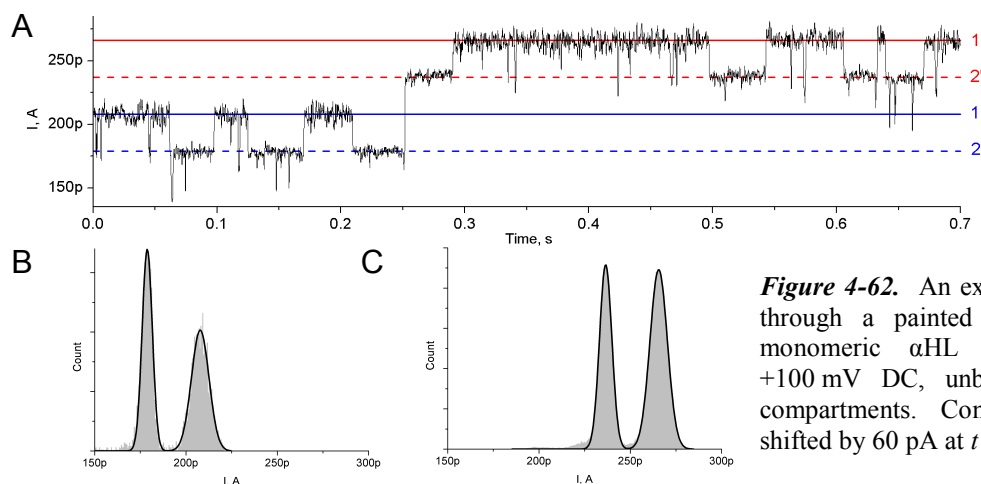 A
250p
200p
150p
I, A
1
2'
1
2
0.0
0.1
0.2
0.3
0.4
0.5
0.6
0.7
Time, s
B
Count
150p
200p
250p
300p
I, A
C
Count
150p
200p
250p
300p
I, A
Figure 4-62. An ex
through a painted
monomeric αHL
+100 mV DC, unb
compartments. Con
shifted by 60 pA at t